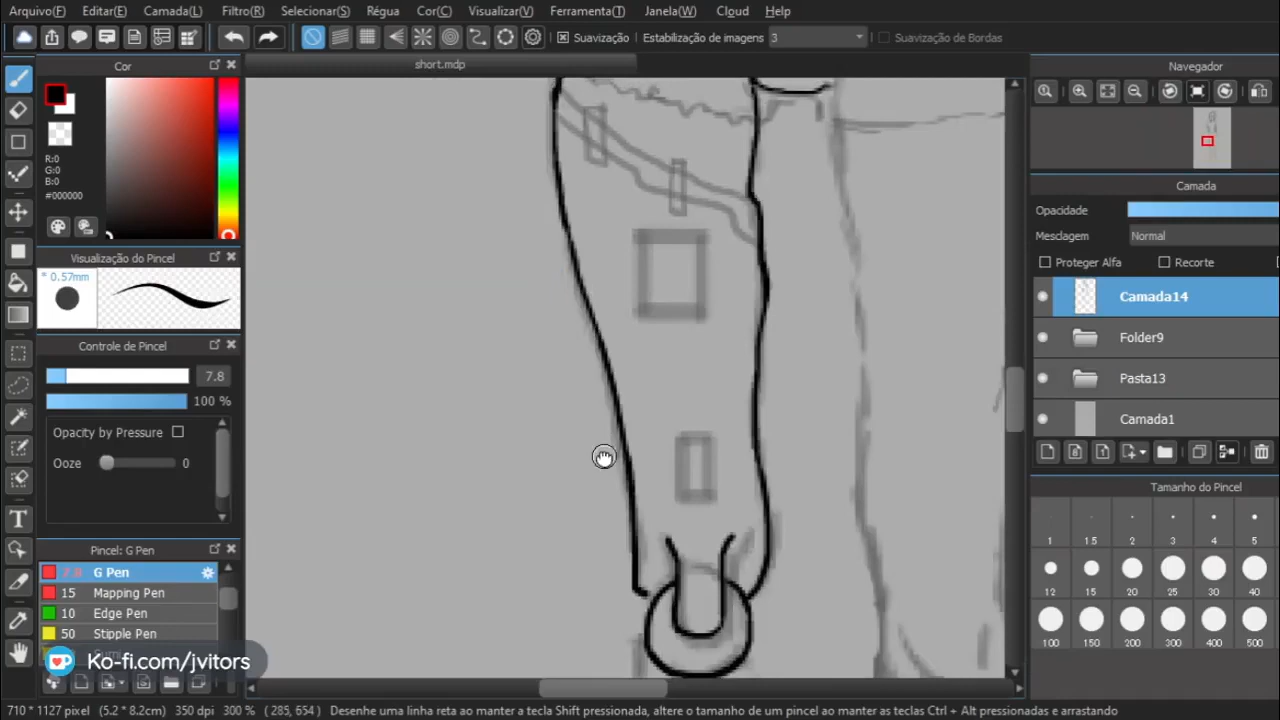 Arquivo(F) Editar(E) Camada(L) Filtro(R) Selecionar(S) Régua Cor(C) Visualizar(V) Ferramenta(T) Janela(W) Cloud Help
Suavização Estabilização de imagens 3 Suavização de Bordas
Cor
short.mdp
Navegador
R:0
G:0
B:0
#000000
Camada
Opacidade
Mesclagem Normal
Proteger Alfa Recorte
Visualização do Pincel
* 0.57mm
Camada14
Folder9
Pasta13
Camada1
Controle de Pincel
7.8
100 %
Opacity by Pressure
Ooze 0
Tamanho do Pincel
1 1.5 2 3 4 5
12 15 20 25 30 40
100 150 200 300 400 500
Pincel: G Pen
7.8 G Pen
15 Mapping Pen
10 Edge Pen
50 Stipple Pen
Ko-fi.com/jvitors
710 * 1127 pixel (5.2 * 8.2cm) 350 dpi 300 % ( 285, 654 ) Desenhe uma linha reta ao manter a tecla Shift pressionada, altere o tamanho de um pincel ao manter as teclas Ctrl + Alt pressionadas e arrastando